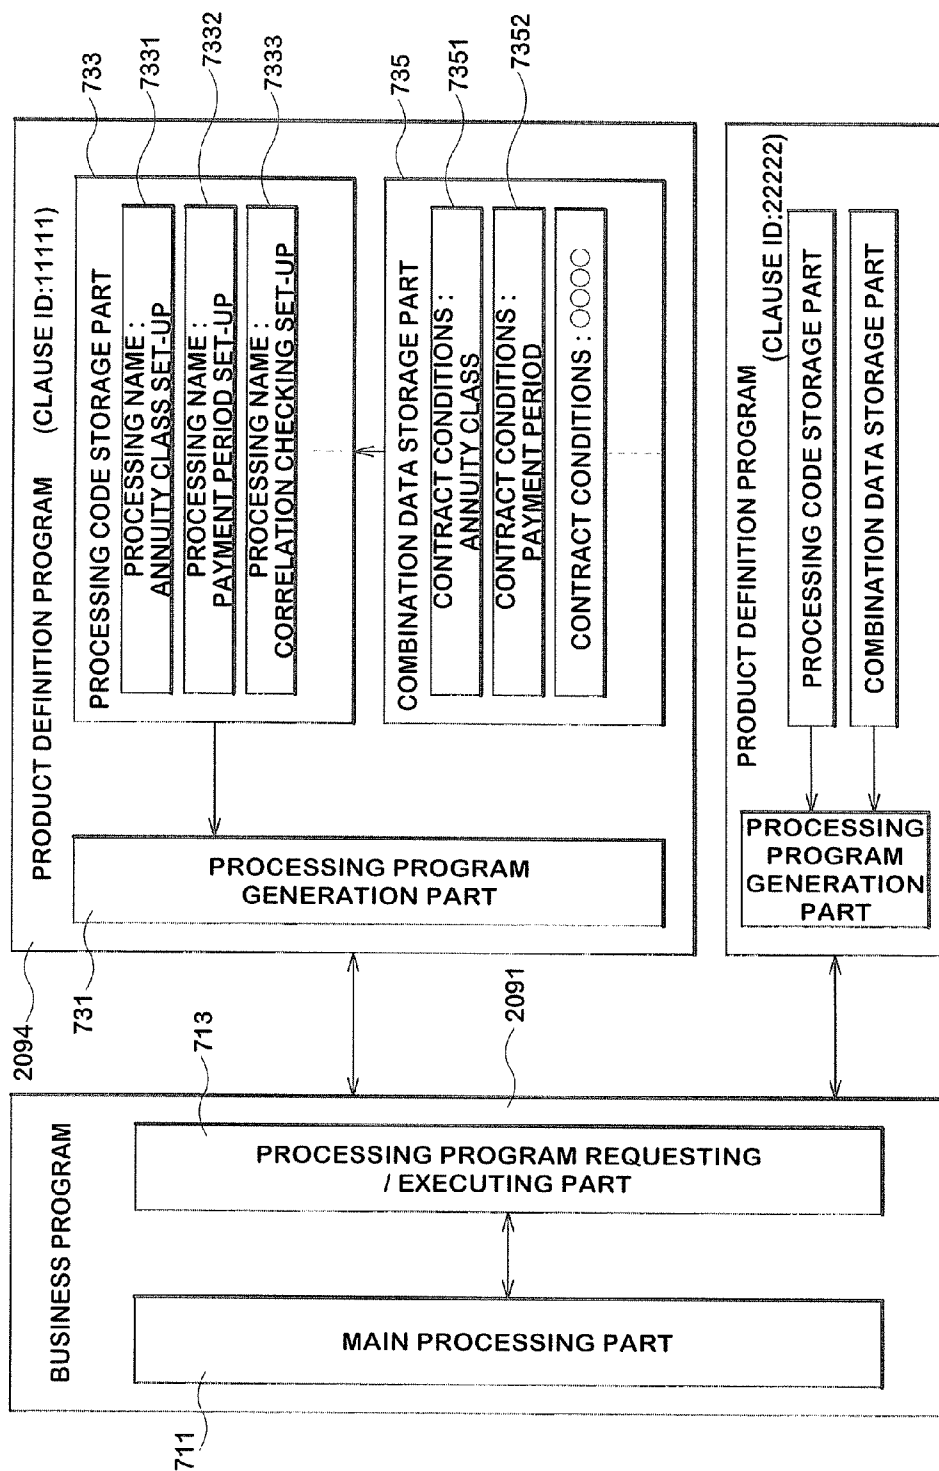 BUSINESS PROGRAM
MAIN PROCESSING PART
711
PROCESSING PROGRAM REQUESTING
/ EXECUTING PART
713
2091
2094
PRODUCT DEFINITION PROGRAM (CLAUSE ID:11111)
731
PROCESSING PROGRAM
GENERATION PART
PROCESSING CODE STORAGE PART
733
PROCESSING NAME :
ANNUITY CLASS SET-UP
7331
PROCESSING NAME :
PAYMENT PERIOD SET-UP
7332
PROCESSING NAME :
CORRELATION CHECKING SET-UP
7333
COMBINATION DATA STORAGE PART
735
CONTRACT CONDITIONS :
ANNUITY CLASS
7351
CONTRACT CONDITIONS :
PAYMENT PERIOD
7352
CONTRACT CONDITIONS : ○○○○
PRODUCT DEFINITION PROGRAM
(CLAUSE ID:22222)
PROCESSING
PROGRAM
GENERATION
PART
PROCESSING CODE STORAGE PART
COMBINATION DATA STORAGE PART